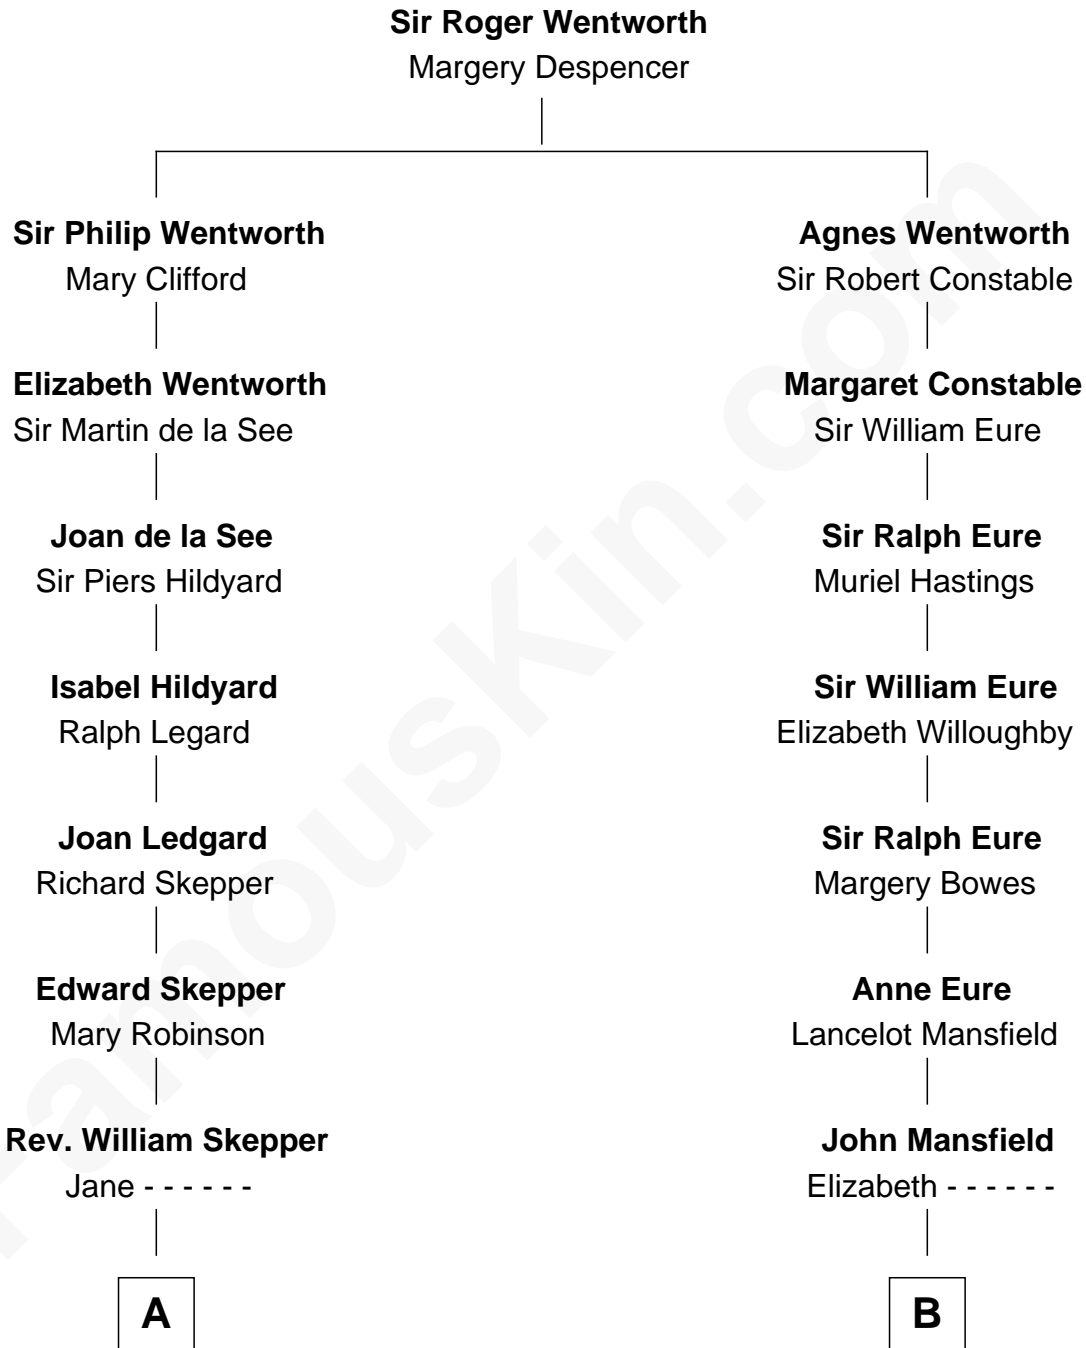 Sir Roger Wentworth
Margery Despencer
Sir Philip Wentworth
Mary Clifford
Agnes Wentworth
Sir Robert Constable
Elizabeth Wentworth
Sir Martin de la See
Margaret Constable
Sir William Eure
Joan de la See
Sir Piers Hildyard
Sir Ralph Eure
Muriel Hastings
Isabel Hildyard
Ralph Legard
Sir William Eure
Elizabeth Willoughby
Joan Ledgard
Richard Skepper
Sir Ralph Eure
Margery Bowes
Edward Skepper
Mary Robinson
Anne Eure
Lancelot Mansfield
Rev. William Skepper
Jane - - - - - -
John Mansfield
Elizabeth - - - - - -
A
B
FamousKin.com